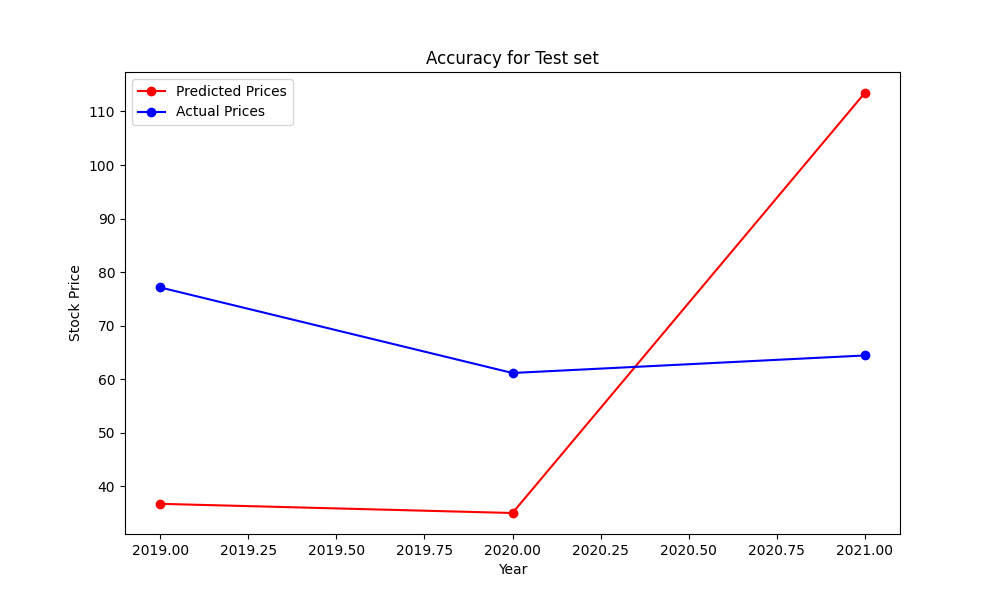 Accuracy for Test set
Predicted Prices
Actual Prices
110
100
90
80
70
60
50
40
Stock Price
2019.00 2019.25 2019.50 2019.75 2020.00 2020.25 2020.50 2020.75 2021.00
Year